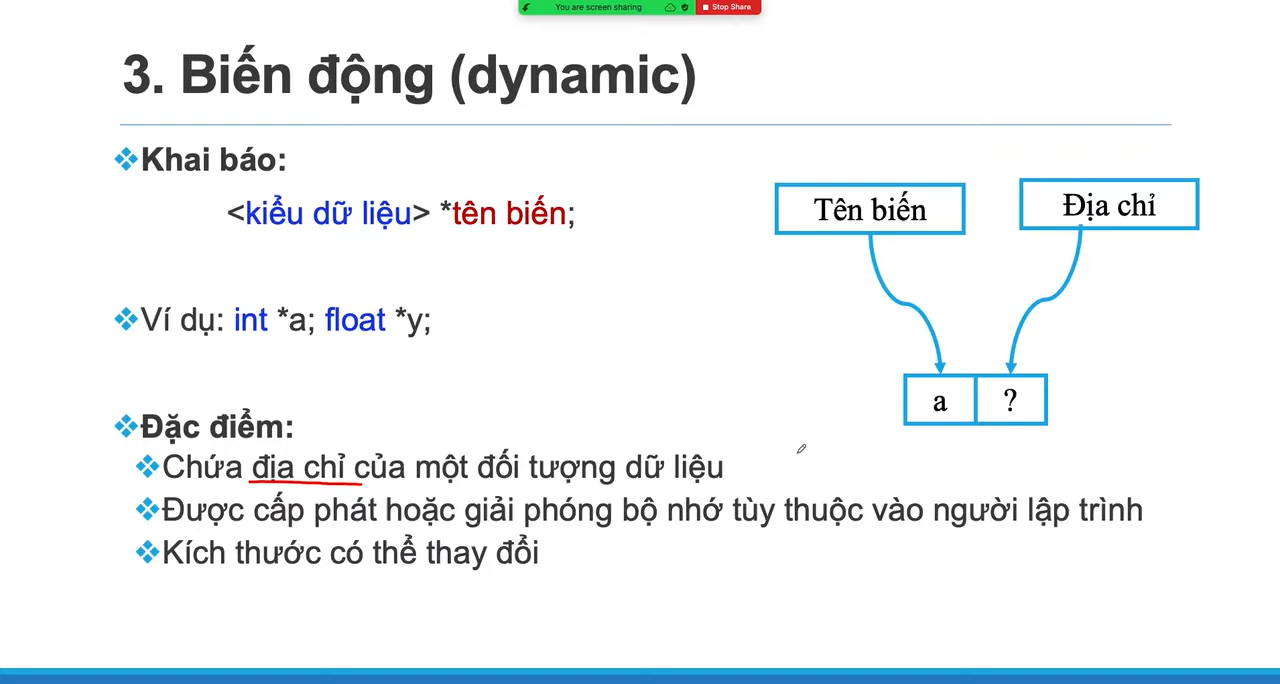 You are screen sharing
Stop Share
3. Biến động (dynamic)
Khai báo:
<kiểu dữ liệu> *tên biến;
Tên biến
Địa chỉ
Ví dụ: int *a; float *y;
a
?
Đặc điểm:
Chứa địa chỉ của một đối tượng dữ liệu
Được cấp phát hoặc giải phóng bộ nhớ tùy thuộc vào người lập trình
Kích thước có thể thay đổi